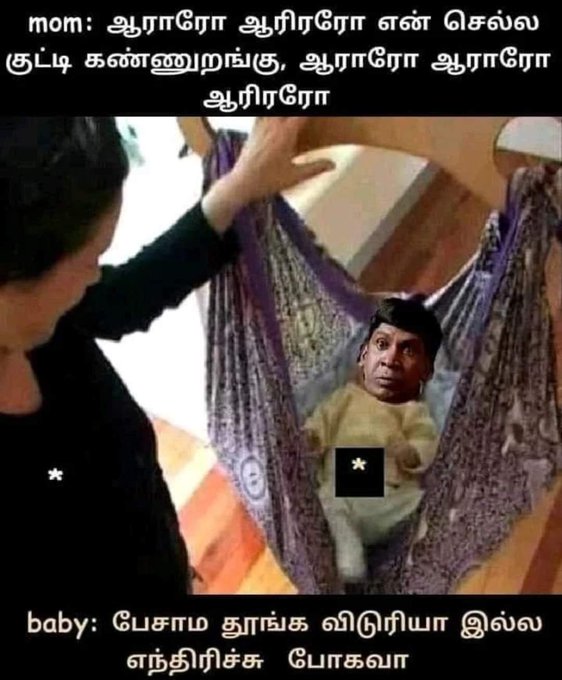 mom: ஆராரோ ஆரிரரோ என் செல்ல
குட்டி கண்ணுறங்கு, ஆராரோ ஆராரோ
ஆரிரரோ
*
*
baby: பேசாம தூங்க விடுரியா இல்ல
எந்திரிச்சு போகவா